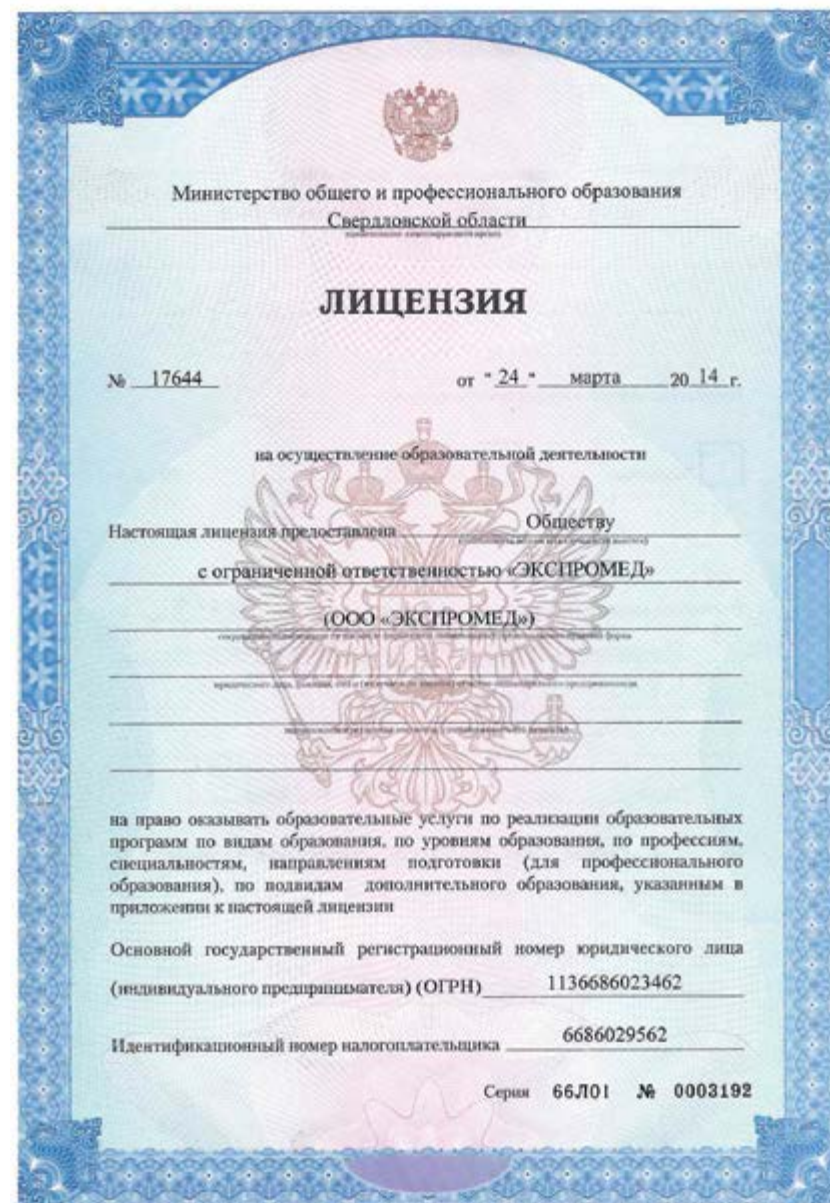 Министерство общего и профессионального образования
Свердловской области
ЛИЦЕНЗИЯ
№ 17644 от " 24 " марта 20 14 г.
на осуществление образовательной деятельности
Настоящая лицензия предоставлена Обществу
с ограниченной ответственностью «ЭКСПРОМЕД»
(ООО «ЭКСПРОМЕД»)
на право оказывать образовательные услуги по реализации образовательных
программ по видам образования, по уровням образования, по профессиям,
специальностям, направлениям подготовки (для профессионального
образования), по подвидам дополнительного образования, указанным в
приложении к настоящей лицензии
Основной государственный регистрационный номер юридического лица
(индивидуального предпринимателя) (ОГРН) 1136686023462
Идентификационный номер налогоплательщика 6686029562
Серия 66Л01 № 0003192